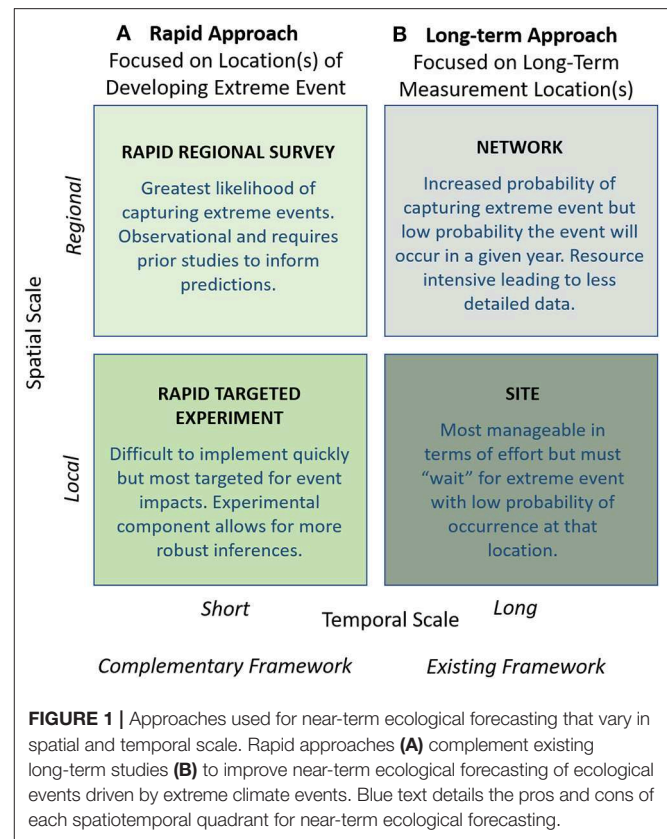 A Rapid Approach
Focused on Location(s) of
Developing Extreme Event
B Long-term Approach
Focused on Long-Term
Measurement Location(s)
Spatial Scale
Regional
RAPID REGIONAL SURVEY
Greatest likelihood of
capturing extreme events.
Observational and requires
prior studies to inform
predictions.
NETWORK
Increased probability of
capturing extreme event but
low probability the event will
occur in a given year. Resource
intensive leading to less
detailed data.
Local
RAPID TARGETED
EXPERIMENT
Difficult to implement quickly
but most targeted for event
impacts. Experimental
component allows for more
robust inferences.
SITE
Most manageable in
terms of effort but must
“wait” for extreme event
with low probability of
occurrence at that
location.
Short
Temporal Scale
Long
Complementary Framework
Existing Framework
FIGURE 1 | Approaches used for near-term ecological forecasting that vary in
spatial and temporal scale. Rapid approaches (A) complement existing
long-term studies (B) to improve near-term ecological forecasting of ecological
events driven by extreme climate events. Blue text details the pros and cons of
each spatiotemporal quadrant for near-term ecological forecasting.